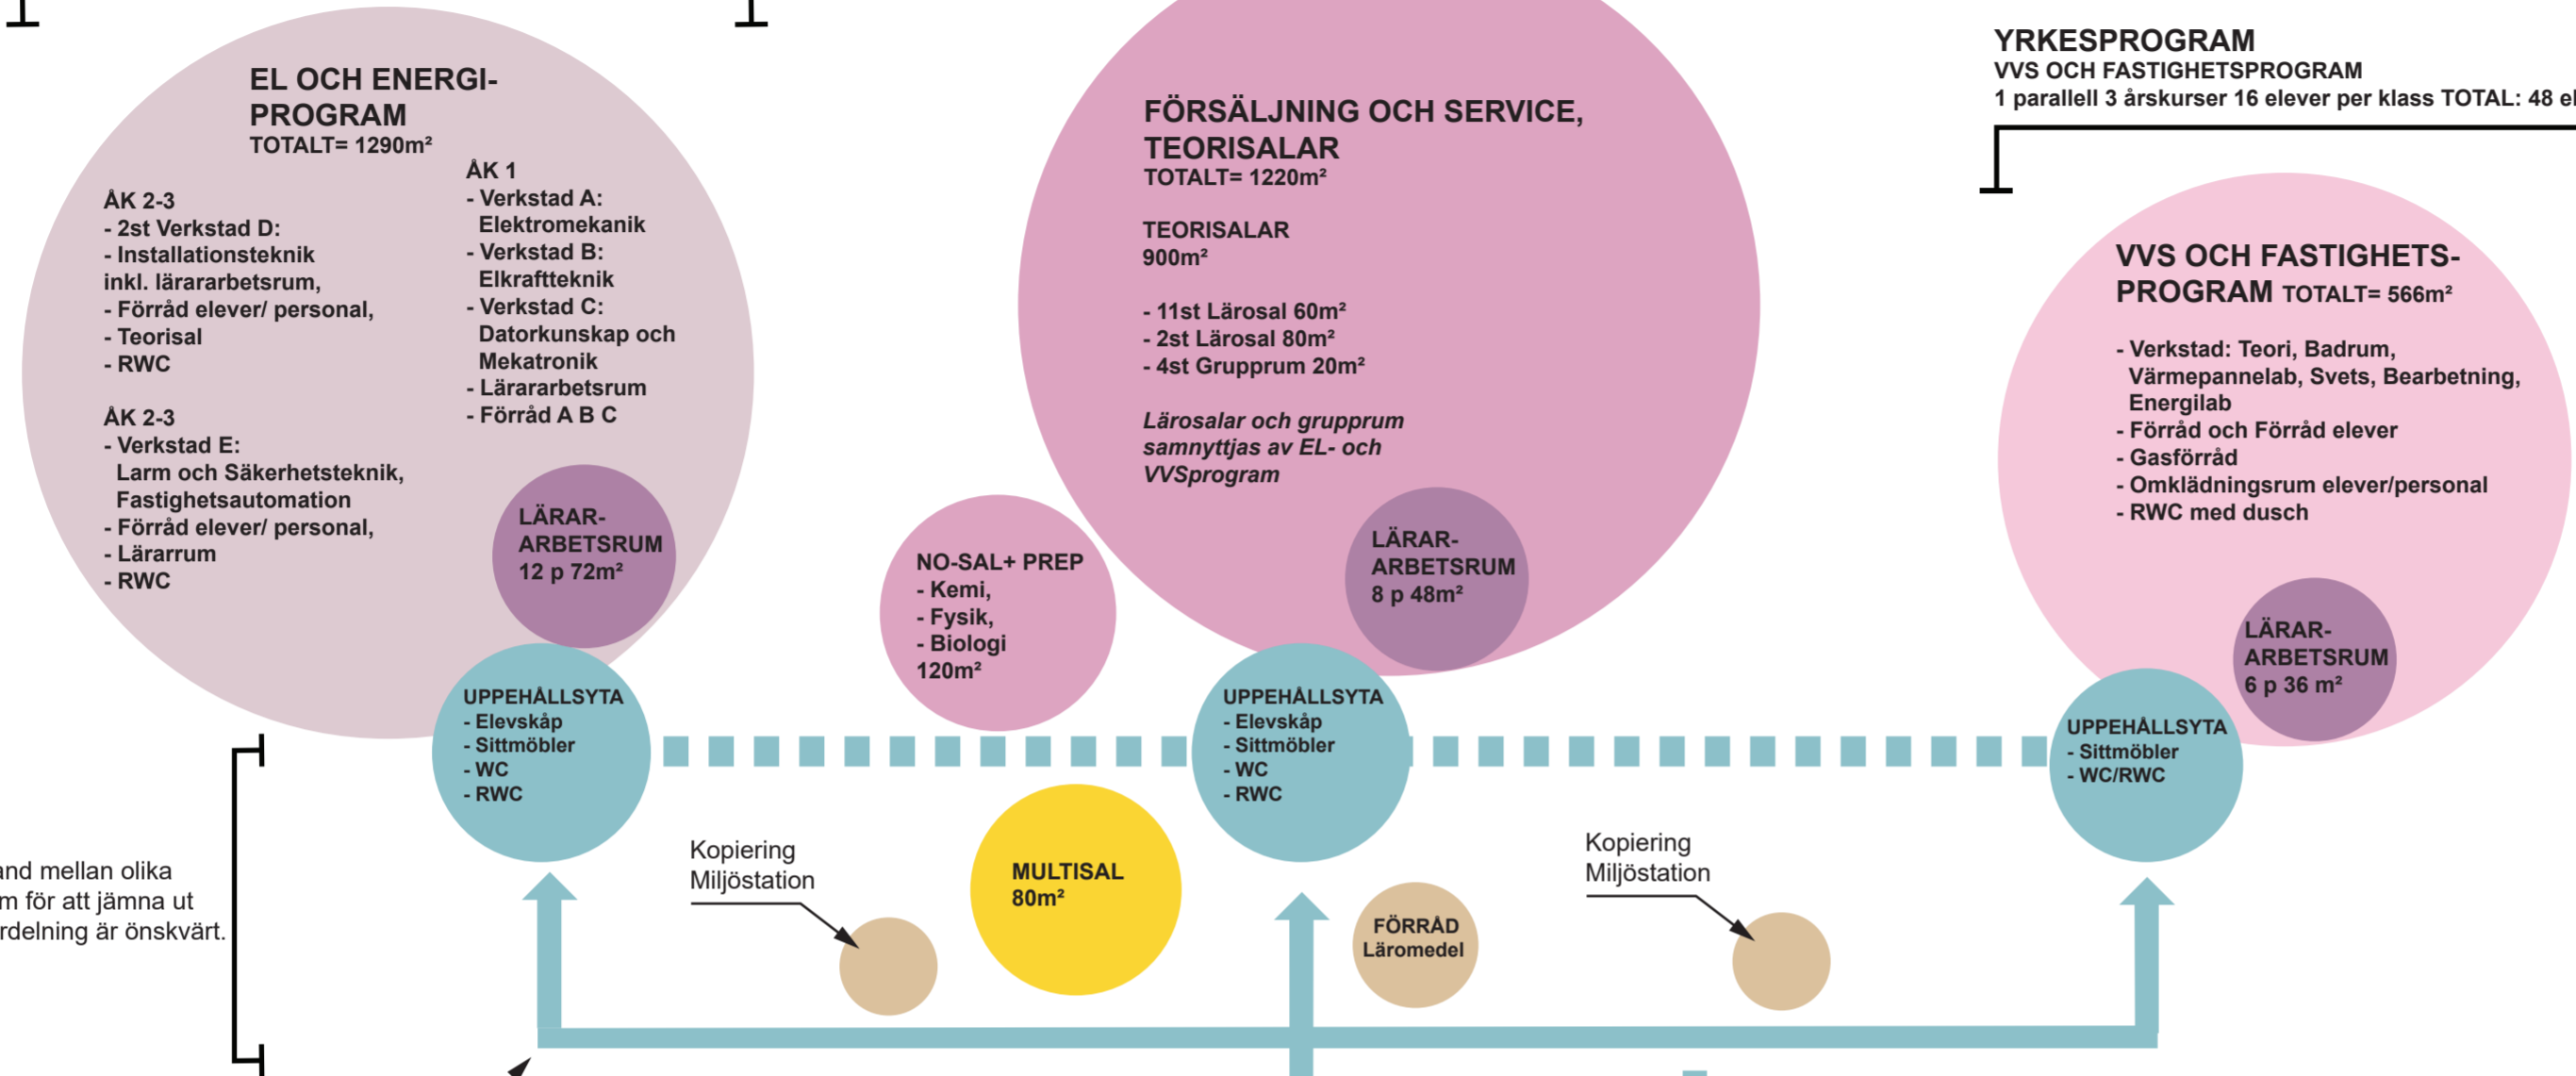 EL OCH ENERGI-
PROGRAM
TOTALT= 1290m²
ÅK 2-3
- 2st Verkstad D:
- Installationsteknik
inkl. lärararbetsrum,
- Förråd elever/ personal,
- Teorisal
- RWC
ÅK 2-3
- Verkstad E:
Larm och Säkerhetsteknik,
Fastighetsautomation
- Förråd elever/ personal,
- Lärarrum
- RWC
ÅK 1
- Verkstad A:
Elektromekanik
- Verkstad B:
Elkraftteknik
- Verkstad C:
Datorkunskap och
Mekatronik
- Lärararbetsrum
- Förråd A B C
LÄRAR-
ARBETSRUM
12 p 72m²
UPPEHÅLLSYTA
- Elevskåp
- Sittmöbler
- WC
- RWC
FÖRSÄLJNING OCH SERVICE,
TEORISALAR
TOTALT= 1220m²
TEORISALAR
900m²
- 11st Lärosal 60m²
- 2st Lärosal 80m²
- 4st Grupprum 20m²
Lärosalar och grupprum
samnyttjas av EL- och
VVSprogram
LÄRAR-
ARBETSRUM
8 p 48m²
NO-SAL+ PREP
- Kemi,
- Fysik,
- Biologi
120m²
UPPEHÅLLSYTA
- Elevskåp
- Sittmöbler
- WC
- RWC
YRKESPROGRAM
VVS OCH FASTIGHETSPROGRAM
1 parallell 3 årskurser 16 elever per klass TOTAL: 48
VVS OCH FASTIGHETS-
PROGRAM TOTALT= 566m²
- Verkstad: Teori, Badrum,
Värmepannelab, Svets, Bearbetning,
Energilab
- Förråd och Förråd elever
- Gasförråd
- Omklädningsrum elever/personal
- RWC med dusch
LÄRAR-
ARBETSRUM
6 p 36 m²
UPPEHÅLLSYTA
- Sittmöbler
- WC/RWC
mellan olika
för att jämna ut
är önskvärt.
Kopiering
Miljöstation
MULTISAL
80m²
FÖRRÅD
Läromedel
Kopiering
Miljöstation